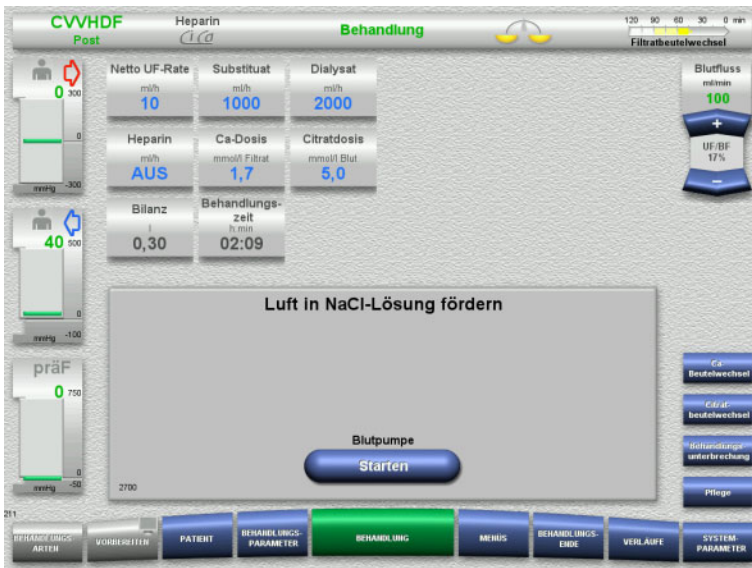 CVVHDF
Post
Heparin
CiCa
Behandlung
120 90 60 30 0 min
Filtratbeutelwechsel
0 300
0
mmHg -300
40 500
0
mmHg -100
präF
0 750
0
mmHg -50
Netto UF-Rate
ml/h
10
Substituat
ml/h
1000
Dialysat
ml/h
2000
Heparin
ml/h
AUS
Ca-Dosis
mmol/l Filtrat
1,7
Citratdosis
mmol/l Blut
5,0
Bilanz
l
0,30
Behandlungs-
zeit
h:min
02:09
Blutfluss
ml/min
100
+
UF/BF
17%
−
Luft in NaCl-Lösung fördern
Blutpumpe
Starten
2700
Ca-
Beutelwechsel
Citrat-
beutelwechsel
Behandlungs-
unterbrechung
Pflege
211
BEHANDLUNGS-
ARTEN
VORBEREITEN
PATIENT
BEHANDLUNGS-
PARAMETER
BEHANDLUNG
MENÜS
BEHANDLUNGS-
ENDE
VERLÄUFE
SYSTEM-
PARAMETER